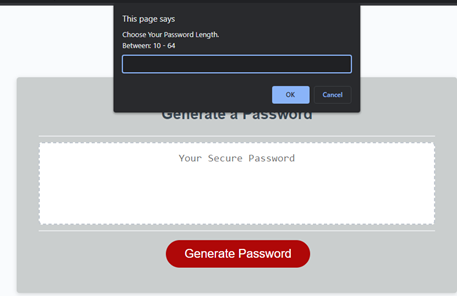 This page says
Choose Your Password Length.
Between: 10 - 64
OK
Cancel
Generate a Password
Your Secure Password
Generate Password